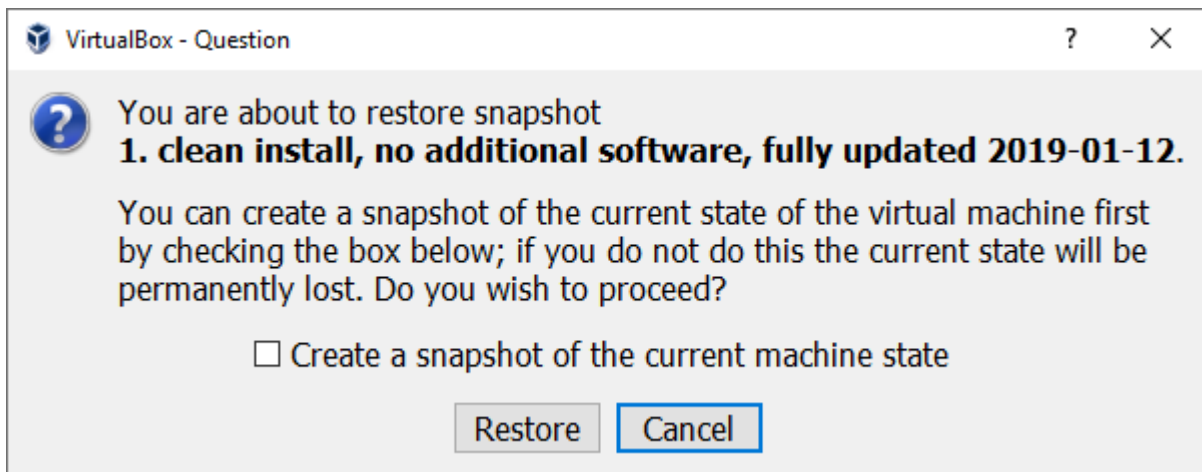 VirtualBox - Question
You are about to restore snapshot
1. clean install, no additional software, fully updated 2019-01-12.
You can create a snapshot of the current state of the virtual machine first
by checking the box below; if you do not do this the current state will be
permanently lost. Do you wish to proceed?
Create a snapshot of the current machine state
Restore Cancel